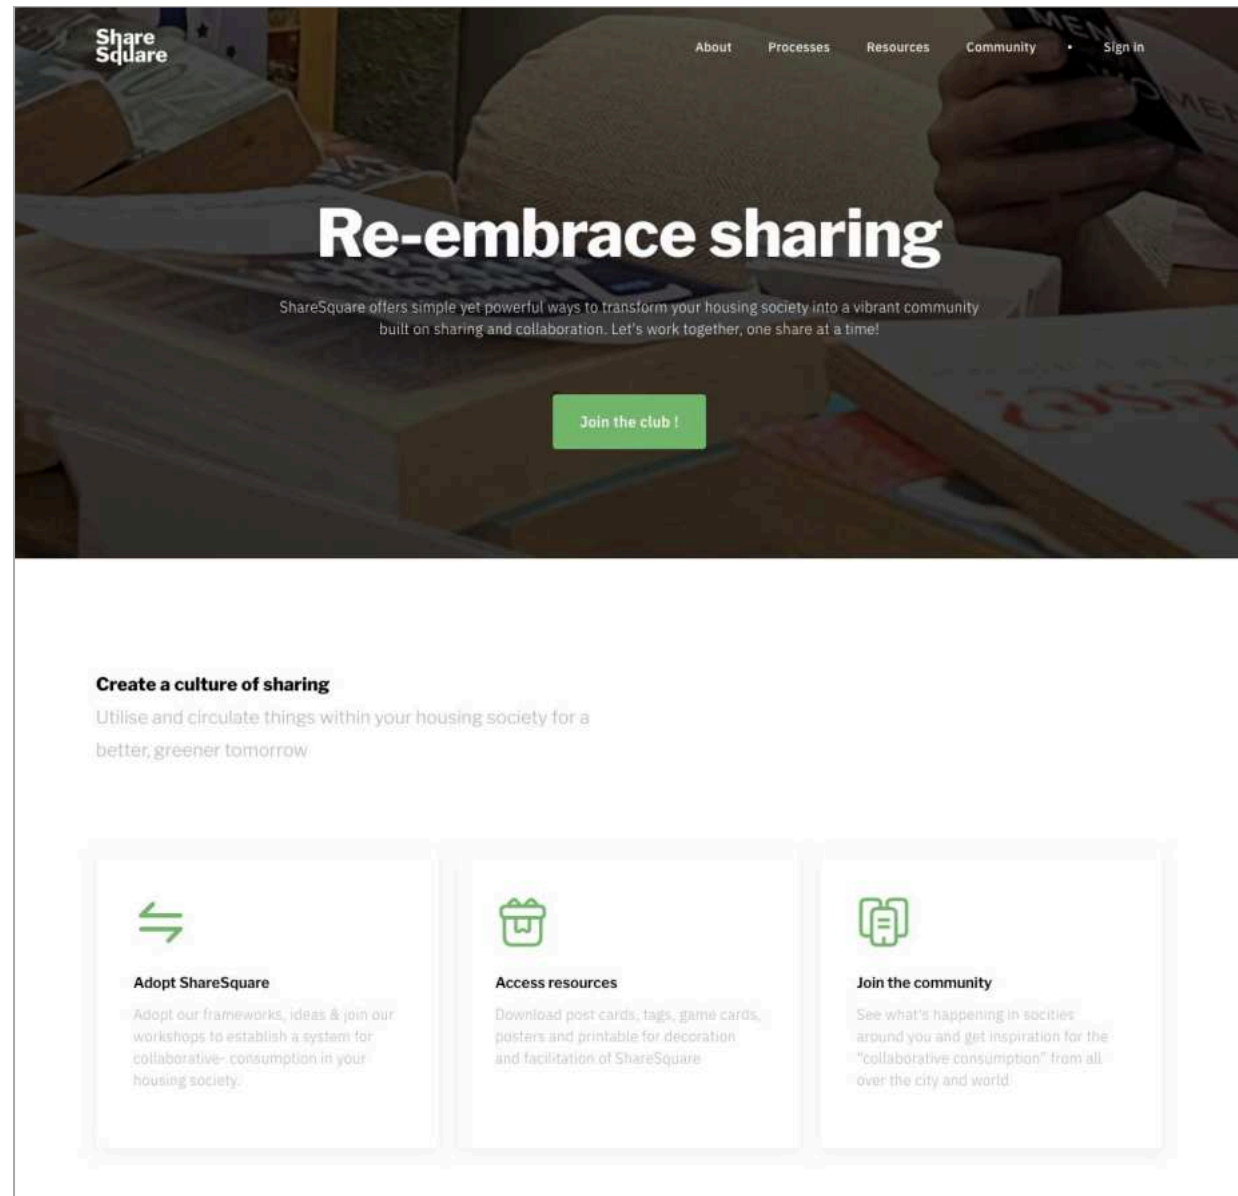 Share
Square
About Processes Resources Community • Sign in
MEN
WOMEN
Re-embrace sharing
ShareSquare offers simple yet powerful ways to transform your housing society into a vibrant community
built on sharing and collaboration. Let's work together, one share at a time!
Join the club !
Create a culture of sharing
Utilise and circulate things within your housing society for a
better, greener tomorrow
Adopt ShareSquare
Adopt our frameworks, ideas & join our
workshops to establish a system for
collaborative- consumption in your
housing society.
Access resources
Download post cards, tags, game cards,
posters and printable for decoration
and facilitation of ShareSquare
Join the community
See what's happening in socities
around you and get inspiration for the
"collaborative consumption" from all
over the city and world